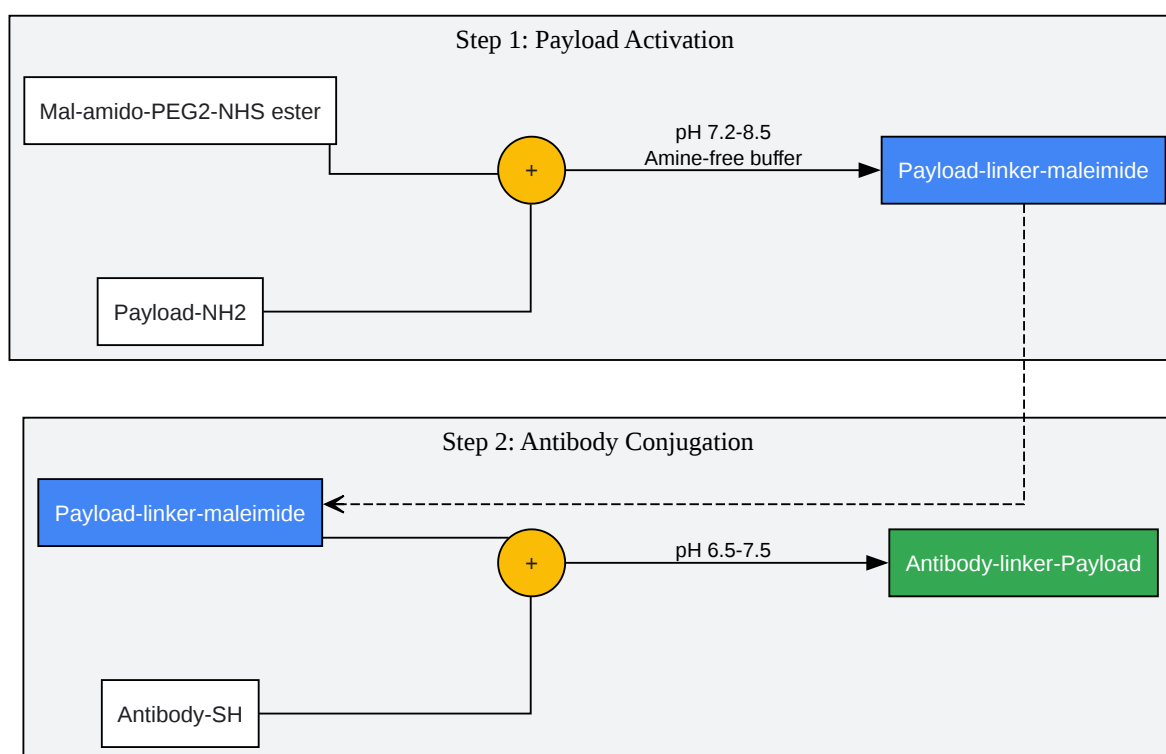 Step 1: Payload Activation
Mal-amido-PEG2-NHS ester
+
pH 7.2-8.5
Amine-free buffer
Payload-linker-maleimide
Payload-NH2
Step 2: Antibody Conjugation
Payload-linker-maleimide
+
pH 6.5-7.5
Antibody-linker-Payload
Antibody-SH